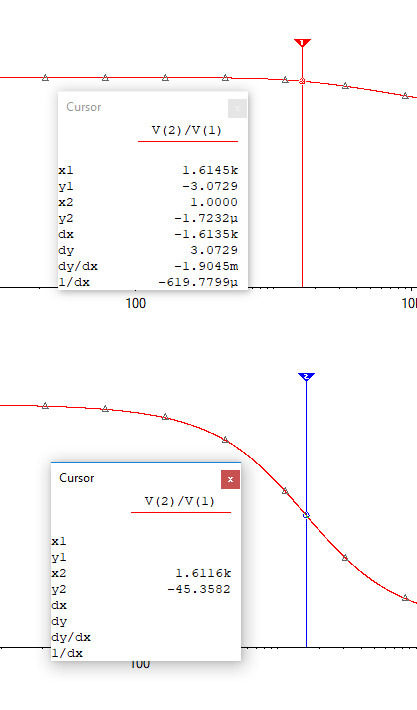 1
Cursor x
V(2)/V(1)
x1 1.6145k
y1 -3.0729
x2 1.0000
y2 -1.7232µ
dx -1.6135k
dy 3.0729
dy/dx -1.9045m
1/dx -619.7799µ
100 10k
2
Cursor x
V(2)/V(1)
x1
y1
x2 1.6116k
y2 -45.3582
dx
dy
dy/dx
1/dx
100